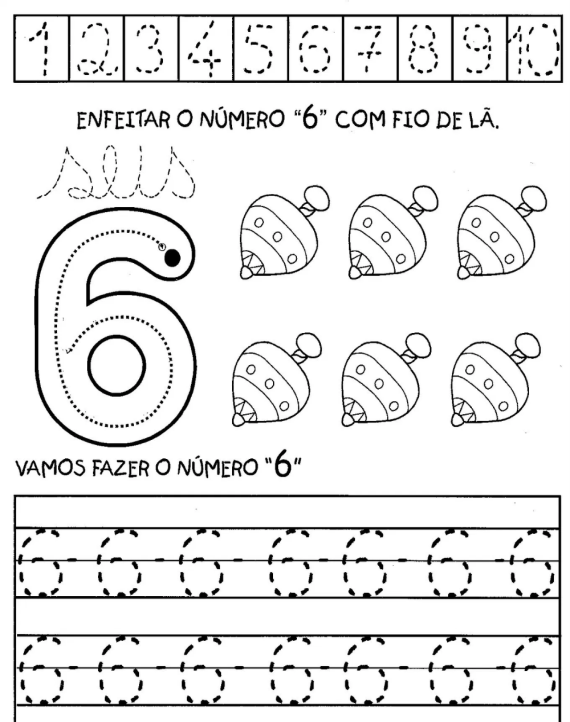 1 2 3 4 5 6 7 8 9 10
ENFEITAR O NÚMERO "6" COM FIO DE LÃ.
seis
6
VAMOS FAZER O NÚMERO "6"
6 - 6 - 6 - 6 - 6 - 6 - 6
6 - 6 - 6 - 6 - 6 - 6 - 6